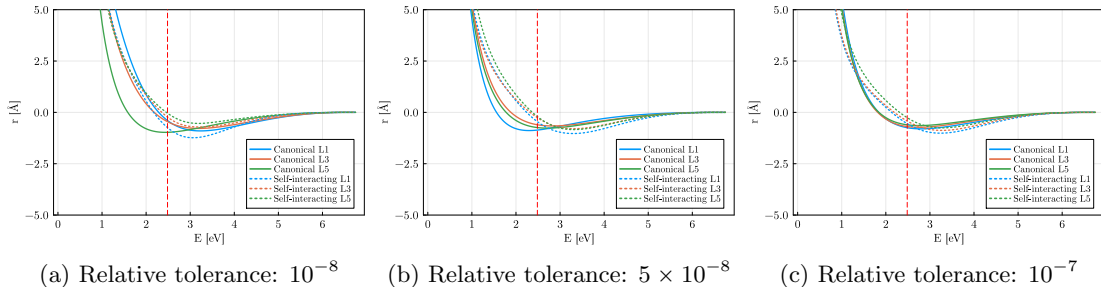 5.0
2.5
0.0
−2.5
−5.0
r [Å]
0 1 2 3 4 5 6
E [eV]
Canonical L1
Canonical L3
Canonical L5
Self-interacting L1
Self-interacting L3
Self-interacting L5
(a) Relative tolerance: 10⁻⁸
5.0
2.5
0.0
−2.5
−5.0
r [Å]
0 1 2 3 4 5 6
E [eV]
Canonical L1
Canonical L3
Canonical L5
Self-interacting L1
Self-interacting L3
Self-interacting L5
(b) Relative tolerance: 5 × 10⁻⁸
5.0
2.5
0.0
−2.5
−5.0
r [Å]
0 1 2 3 4 5 6
E [eV]
Canonical L1
Canonical L3
Canonical L5
Self-interacting L1
Self-interacting L3
Self-interacting L5
(c) Relative tolerance: 10⁻⁷